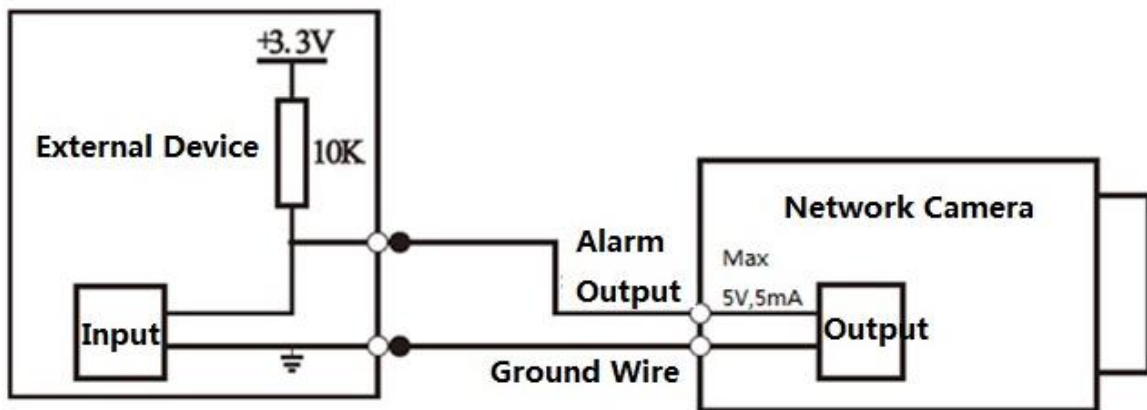 +3.3V
External Device
10K
Network Camera
Alarm
Output
Max
5V,5mA
Input
Output
Ground Wire